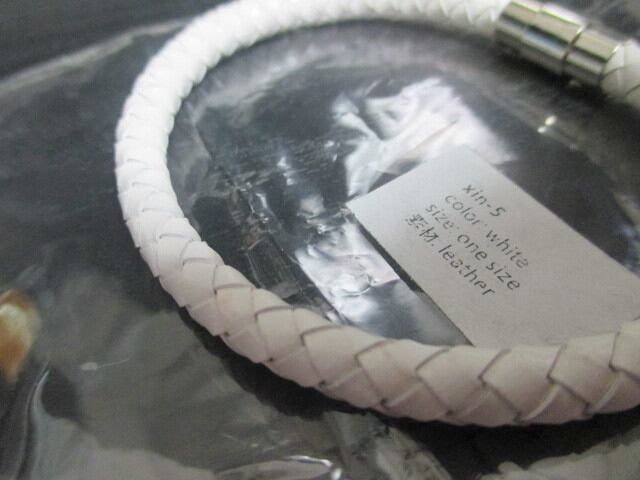 xin-5
color: white
size: one size
素材: leather